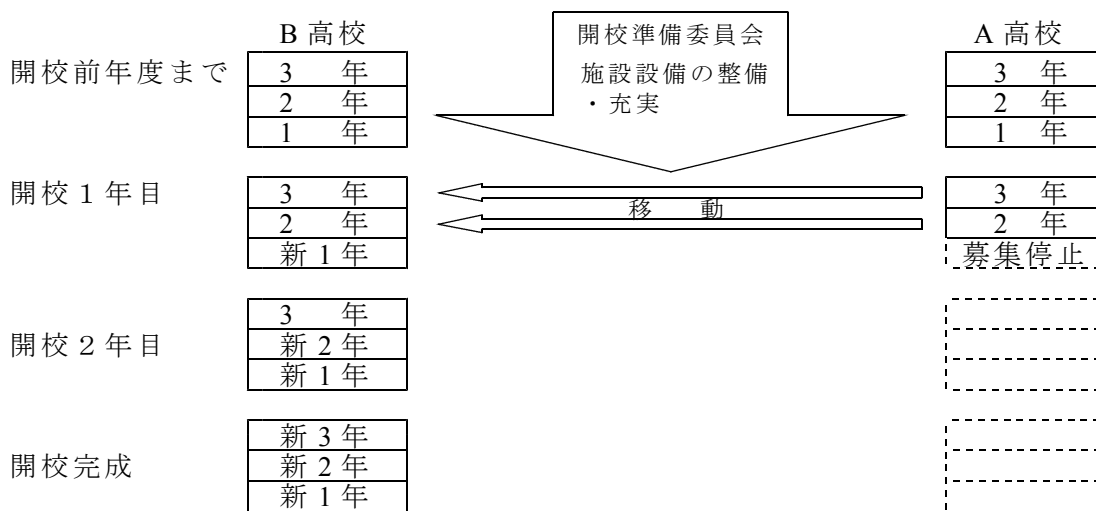 B 高校
開校準備委員会
A 高校
開校前年度まで
3 年
施設設備の整備
3 年
2 年
・充実
2 年
1 年
1 年
開校１年目
3 年
3 年
2 年
移 動
2 年
新 1 年
募集停止
3 年
開校２年目
新 2 年
新 1 年
新 3 年
開校完成
新 2 年
新 1 年